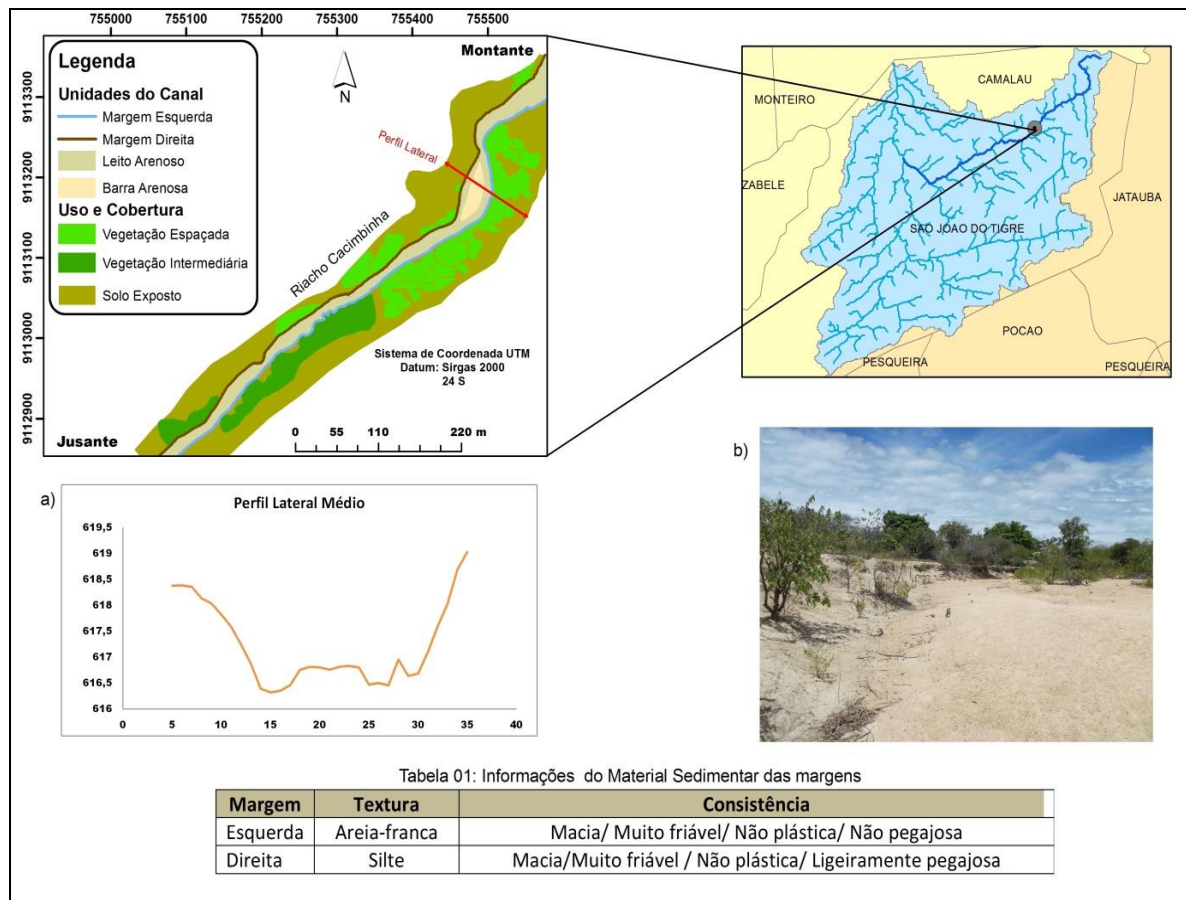 755000 755100 755200 755300 755400 755500
9113300
9113200
9113100
9113000
9112900
Legenda
Unidades do Canal
Margem Esquerda
Margem Direita
Leito Arenoso
Barra Arenosa
Uso e Cobertura
Vegetação Espaçada
Vegetação Intermediária
Solo Exposto
N
Montante
Perfil Lateral
Riacho Cacimbinha
Sistema de Coordenada UTM
Datum: Sirgas 2000
24 S
Jusante
0 55 110 220 m
CAMALAU
MONTEIRO
ZABELE
JATAUBA
SAO JOAO DO TIGRE
POCAO
PESQUEIRA
PESQUEIRA
a)
Perfil Lateral Médio
619,5
619
618,5
618
617,5
617
616,5
616
0 5 10 15 20 25 30 35 40
b)
Tabela 01: Informações do Material Sedimentar das margens
Margem Textura Consistência
Esquerda Areia-franca Macia/ Muito friável/ Não plástica/ Não pegajosa
Direita Silte Macia/Muito friável / Não plástica/ Ligeiramente pegajosa